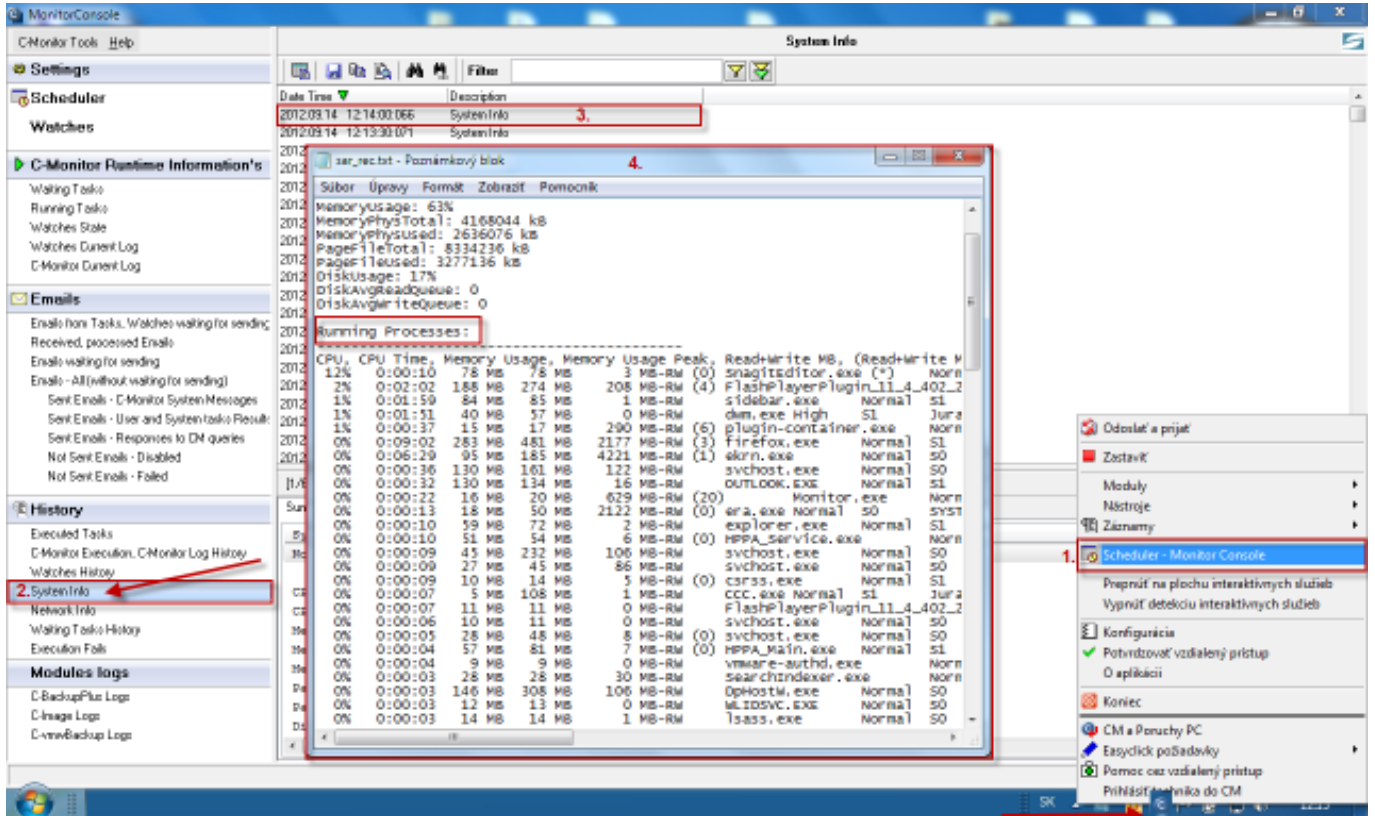 MonitorConsole
C-Monitor Tools Help
System Info
Settings
Scheduler
Watches
C-Monitor Runtime Information's
Waiting Tasks
Running Tasks
Watches State
Watches Current Log
C-Monitor Current Log
Emails
Emails from Tasks, Watches waiting for sending
Received, processed Emails
Emails waiting for sending
Emails - All (without waiting for sending)
Sent Emails - C-Monitor System Messages
Sent Emails - User and System tasks Results
Sent Emails - Responses to CM queries
Not Sent Emails - Disabled
Not Sent Emails - Failed
History
Executed Tasks
C-Monitor Execution, C-Monitor Log History
Watches History
2. System Info
Network Info
Waiting Tasks History
Execution Fails
Modules logs
C-BackupPlus Logs
C-Image Logs
C-vmwBackup Logs
Filter
Date Time Description
2012.09.14 12:14:00.066 System Info 3.
2012.09.14 12:13:30.071 System Info
sar_rec.txt - Poznámkový blok 4.
Súbor Úpravy Formát Zobraziť Pomocník
MemoryUsage: 63%
MemoryPhysTotal: 4168044 kB
MemoryPhysUsed: 2636076 kB
PageFileTotal: 8334236 kB
PageFileUsed: 3277136 kB
DiskUsage: 17%
DiskAvgReadQueue: 0
DiskAvgWriteQueue: 0
Running Processes:
CPU, CPU Time, Memory Usage, Memory Usage Peak, Read+Write MB, (Read+Write M
12% 0:00:10 78 MB 78 MB 3 MB-RW (0) SnagitEditor.exe (*) Norm
2% 0:02:02 188 MB 274 MB 208 MB-RW (4) FlashPlayerPlugin_11_4_402_2
1% 0:01:59 84 MB 85 MB 1 MB-RW sidebar.exe Normal S1
1% 0:01:51 40 MB 57 MB 0 MB-RW dwm.exe High S1 Jura
1% 0:00:37 15 MB 17 MB 290 MB-RW (6) plugin-container.exe Norm
0% 0:09:02 283 MB 481 MB 2177 MB-RW (3) firefox.exe Normal S1
0% 0:06:29 95 MB 185 MB 4221 MB-RW (1) ekrn.exe Normal S0
0% 0:00:36 130 MB 161 MB 122 MB-RW svchost.exe Normal S0
0% 0:00:32 130 MB 134 MB 16 MB-RW OUTLOOK.EXE Normal S1
0% 0:00:22 16 MB 20 MB 629 MB-RW (20) Monitor.exe Norm
0% 0:00:13 18 MB 50 MB 2122 MB-RW (0) era.exe Normal S0 SYST
0% 0:00:10 59 MB 72 MB 2 MB-RW explorer.exe Normal S1
0% 0:00:10 51 MB 54 MB 6 MB-RW (0) HPPA_Service.exe Norm
0% 0:00:09 45 MB 232 MB 106 MB-RW svchost.exe Normal S0
0% 0:00:09 27 MB 45 MB 86 MB-RW svchost.exe Normal S0
0% 0:00:09 10 MB 14 MB 5 MB-RW (0) csrss.exe Normal S1
0% 0:00:07 5 MB 108 MB 1 MB-RW CCC.exe Normal S1 Jura
0% 0:00:07 11 MB 11 MB 0 MB-RW FlashPlayerPlugin_11_4_402_2
0% 0:00:06 10 MB 11 MB 0 MB-RW svchost.exe Normal S0
0% 0:00:05 28 MB 48 MB 8 MB-RW (0) svchost.exe Normal S0
0% 0:00:04 57 MB 81 MB 7 MB-RW (0) HPPA_Main.exe Normal S1
0% 0:00:04 9 MB 9 MB 0 MB-RW vmware-authd.exe Norm
0% 0:00:03 28 MB 28 MB 30 MB-RW SearchIndexer.exe Norm
0% 0:00:03 146 MB 308 MB 106 MB-RW DpHostW.exe Normal S0
0% 0:00:03 12 MB 13 MB 0 MB-RW WLIDSVC.EXE Normal S0
0% 0:00:03 14 MB 14 MB 1 MB-RW lsass.exe Normal S0
Odoslať a prijať
Zastaviť
Moduly
Nástroje
Záznamy
1. Scheduler - Monitor Console
Prepnúť na plochu interaktívnych služieb
Vypnúť detekciu interaktívnych služieb
Konfigurácia
Potvrdzovať vzdialený prístup
O aplikácii
Koniec
CM a Poruchy PC
Easyclick požiadavky
Pomoc cez vzdialený prístup
Prihlásiť technika do CM
SK